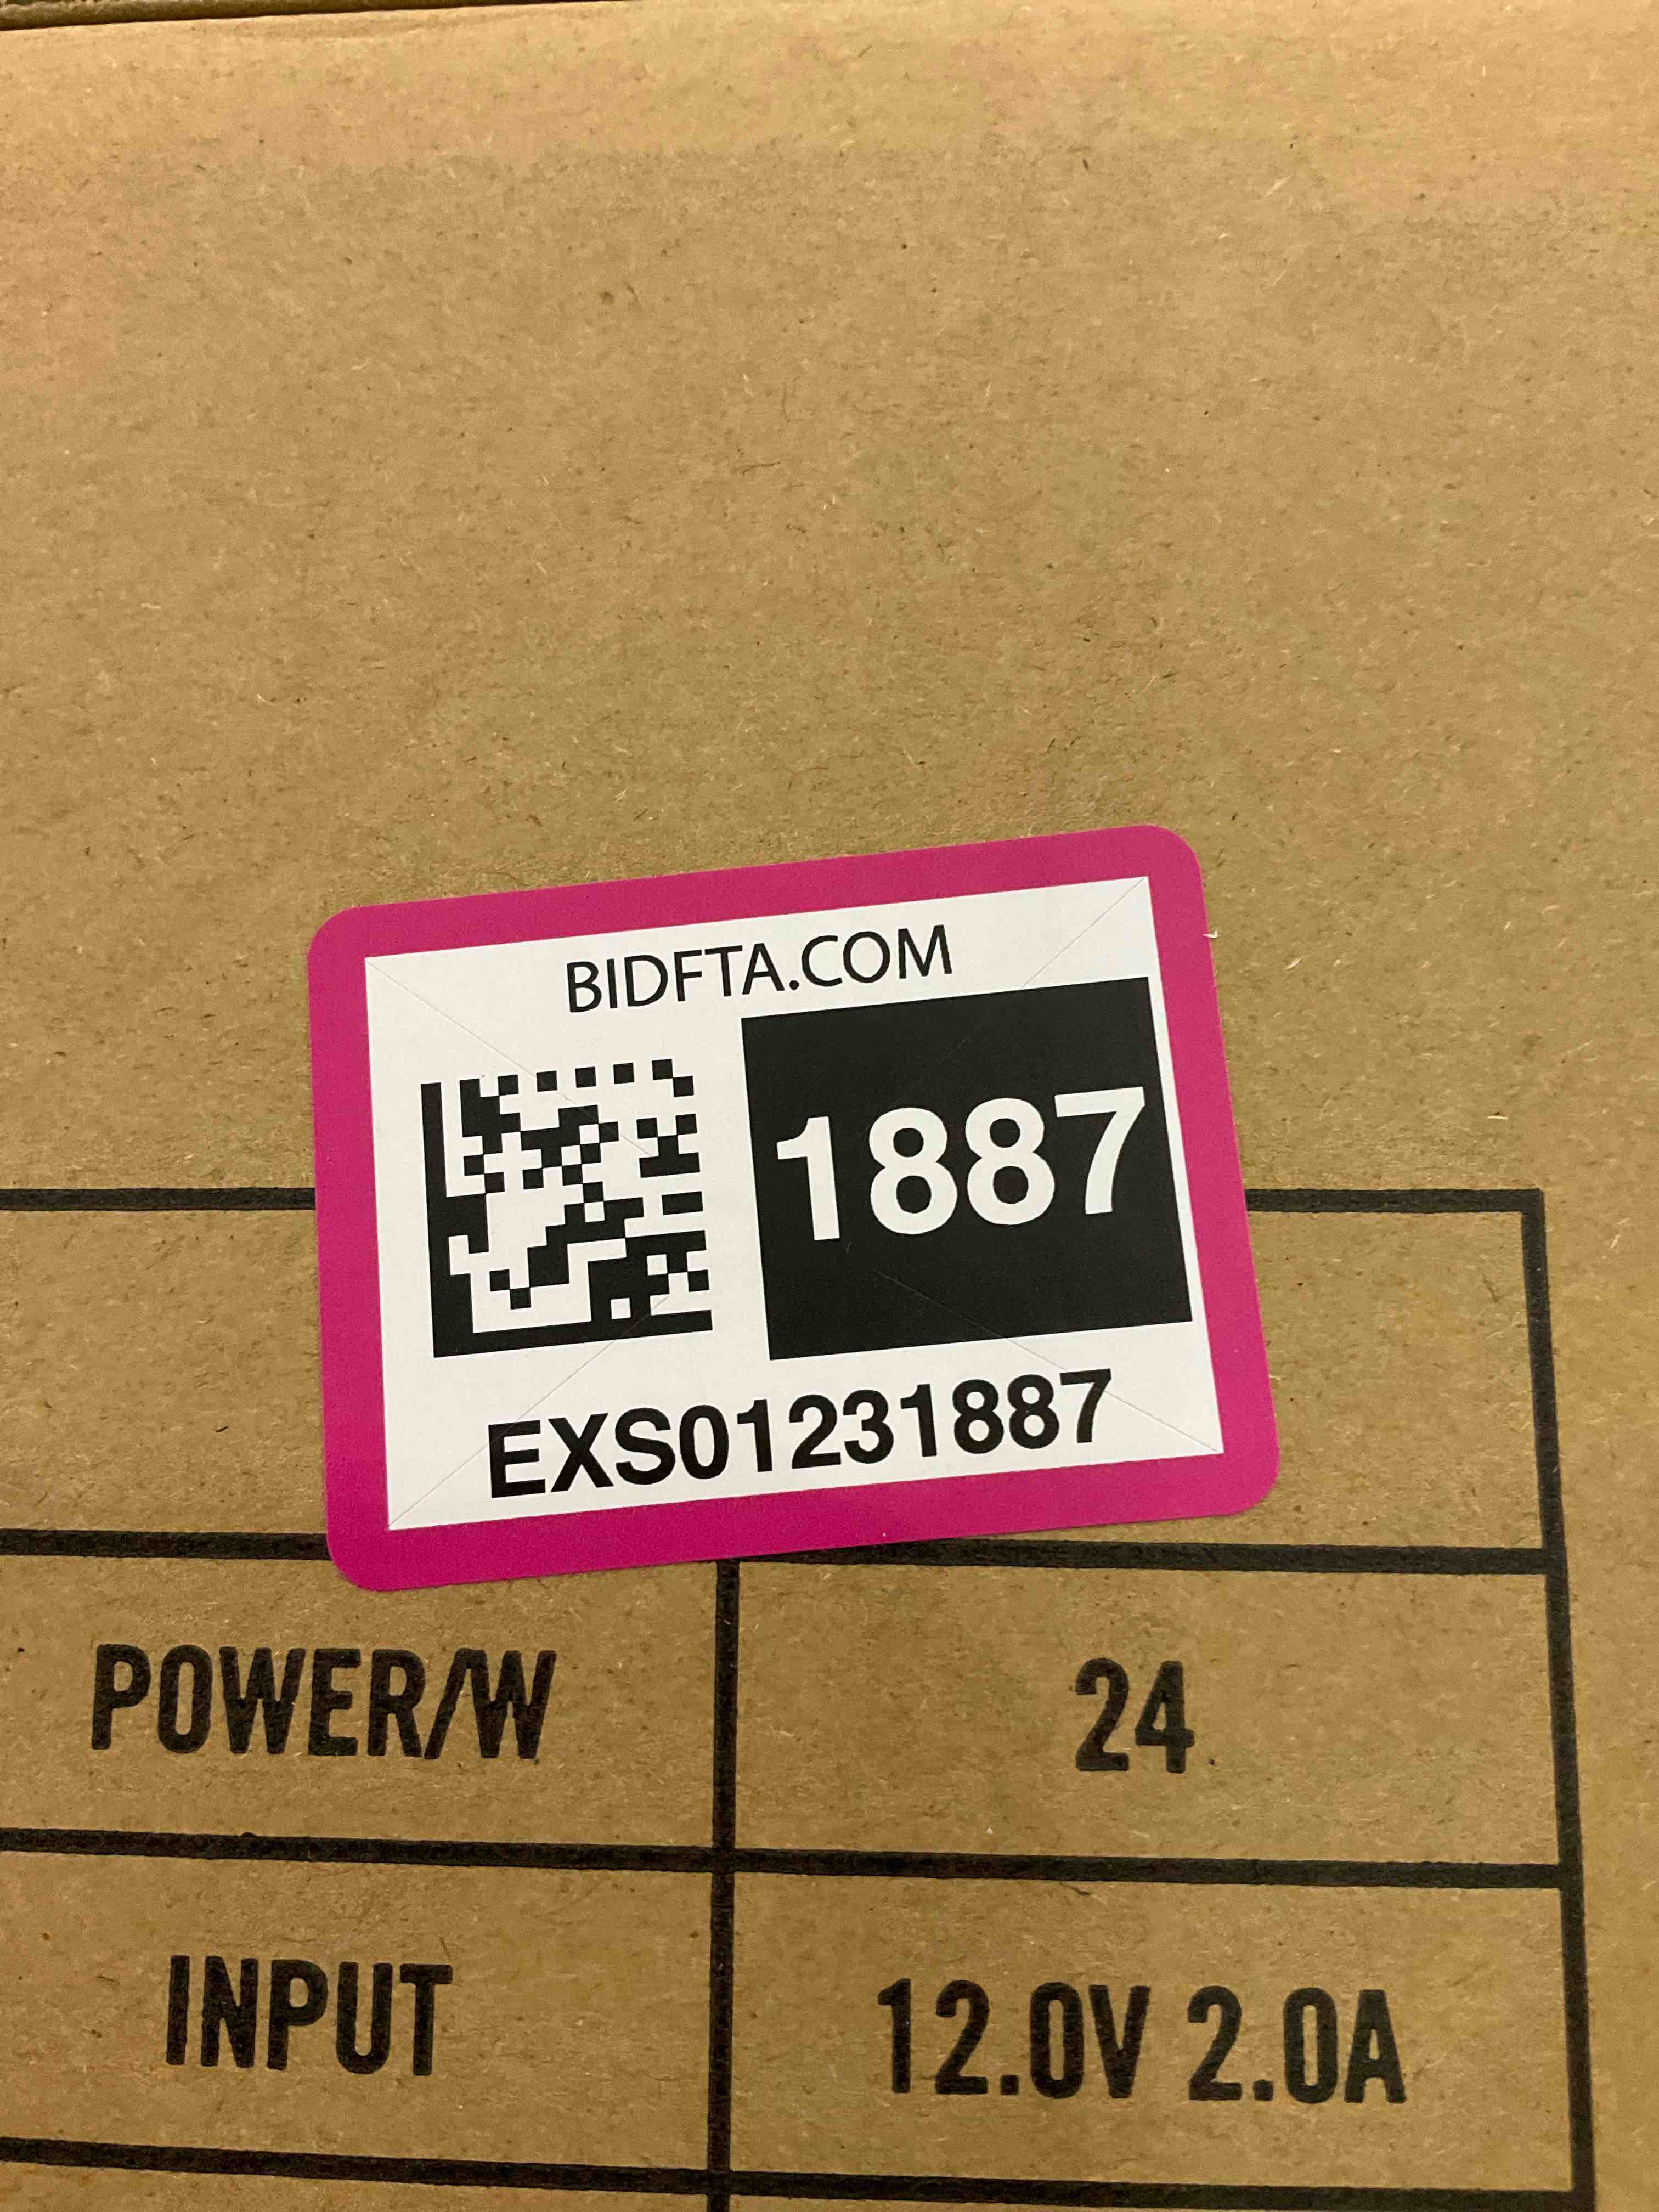 BIDFTA.COM
1887
EXS01231887
POWER/W 24
INPUT 12.0V 2.0A